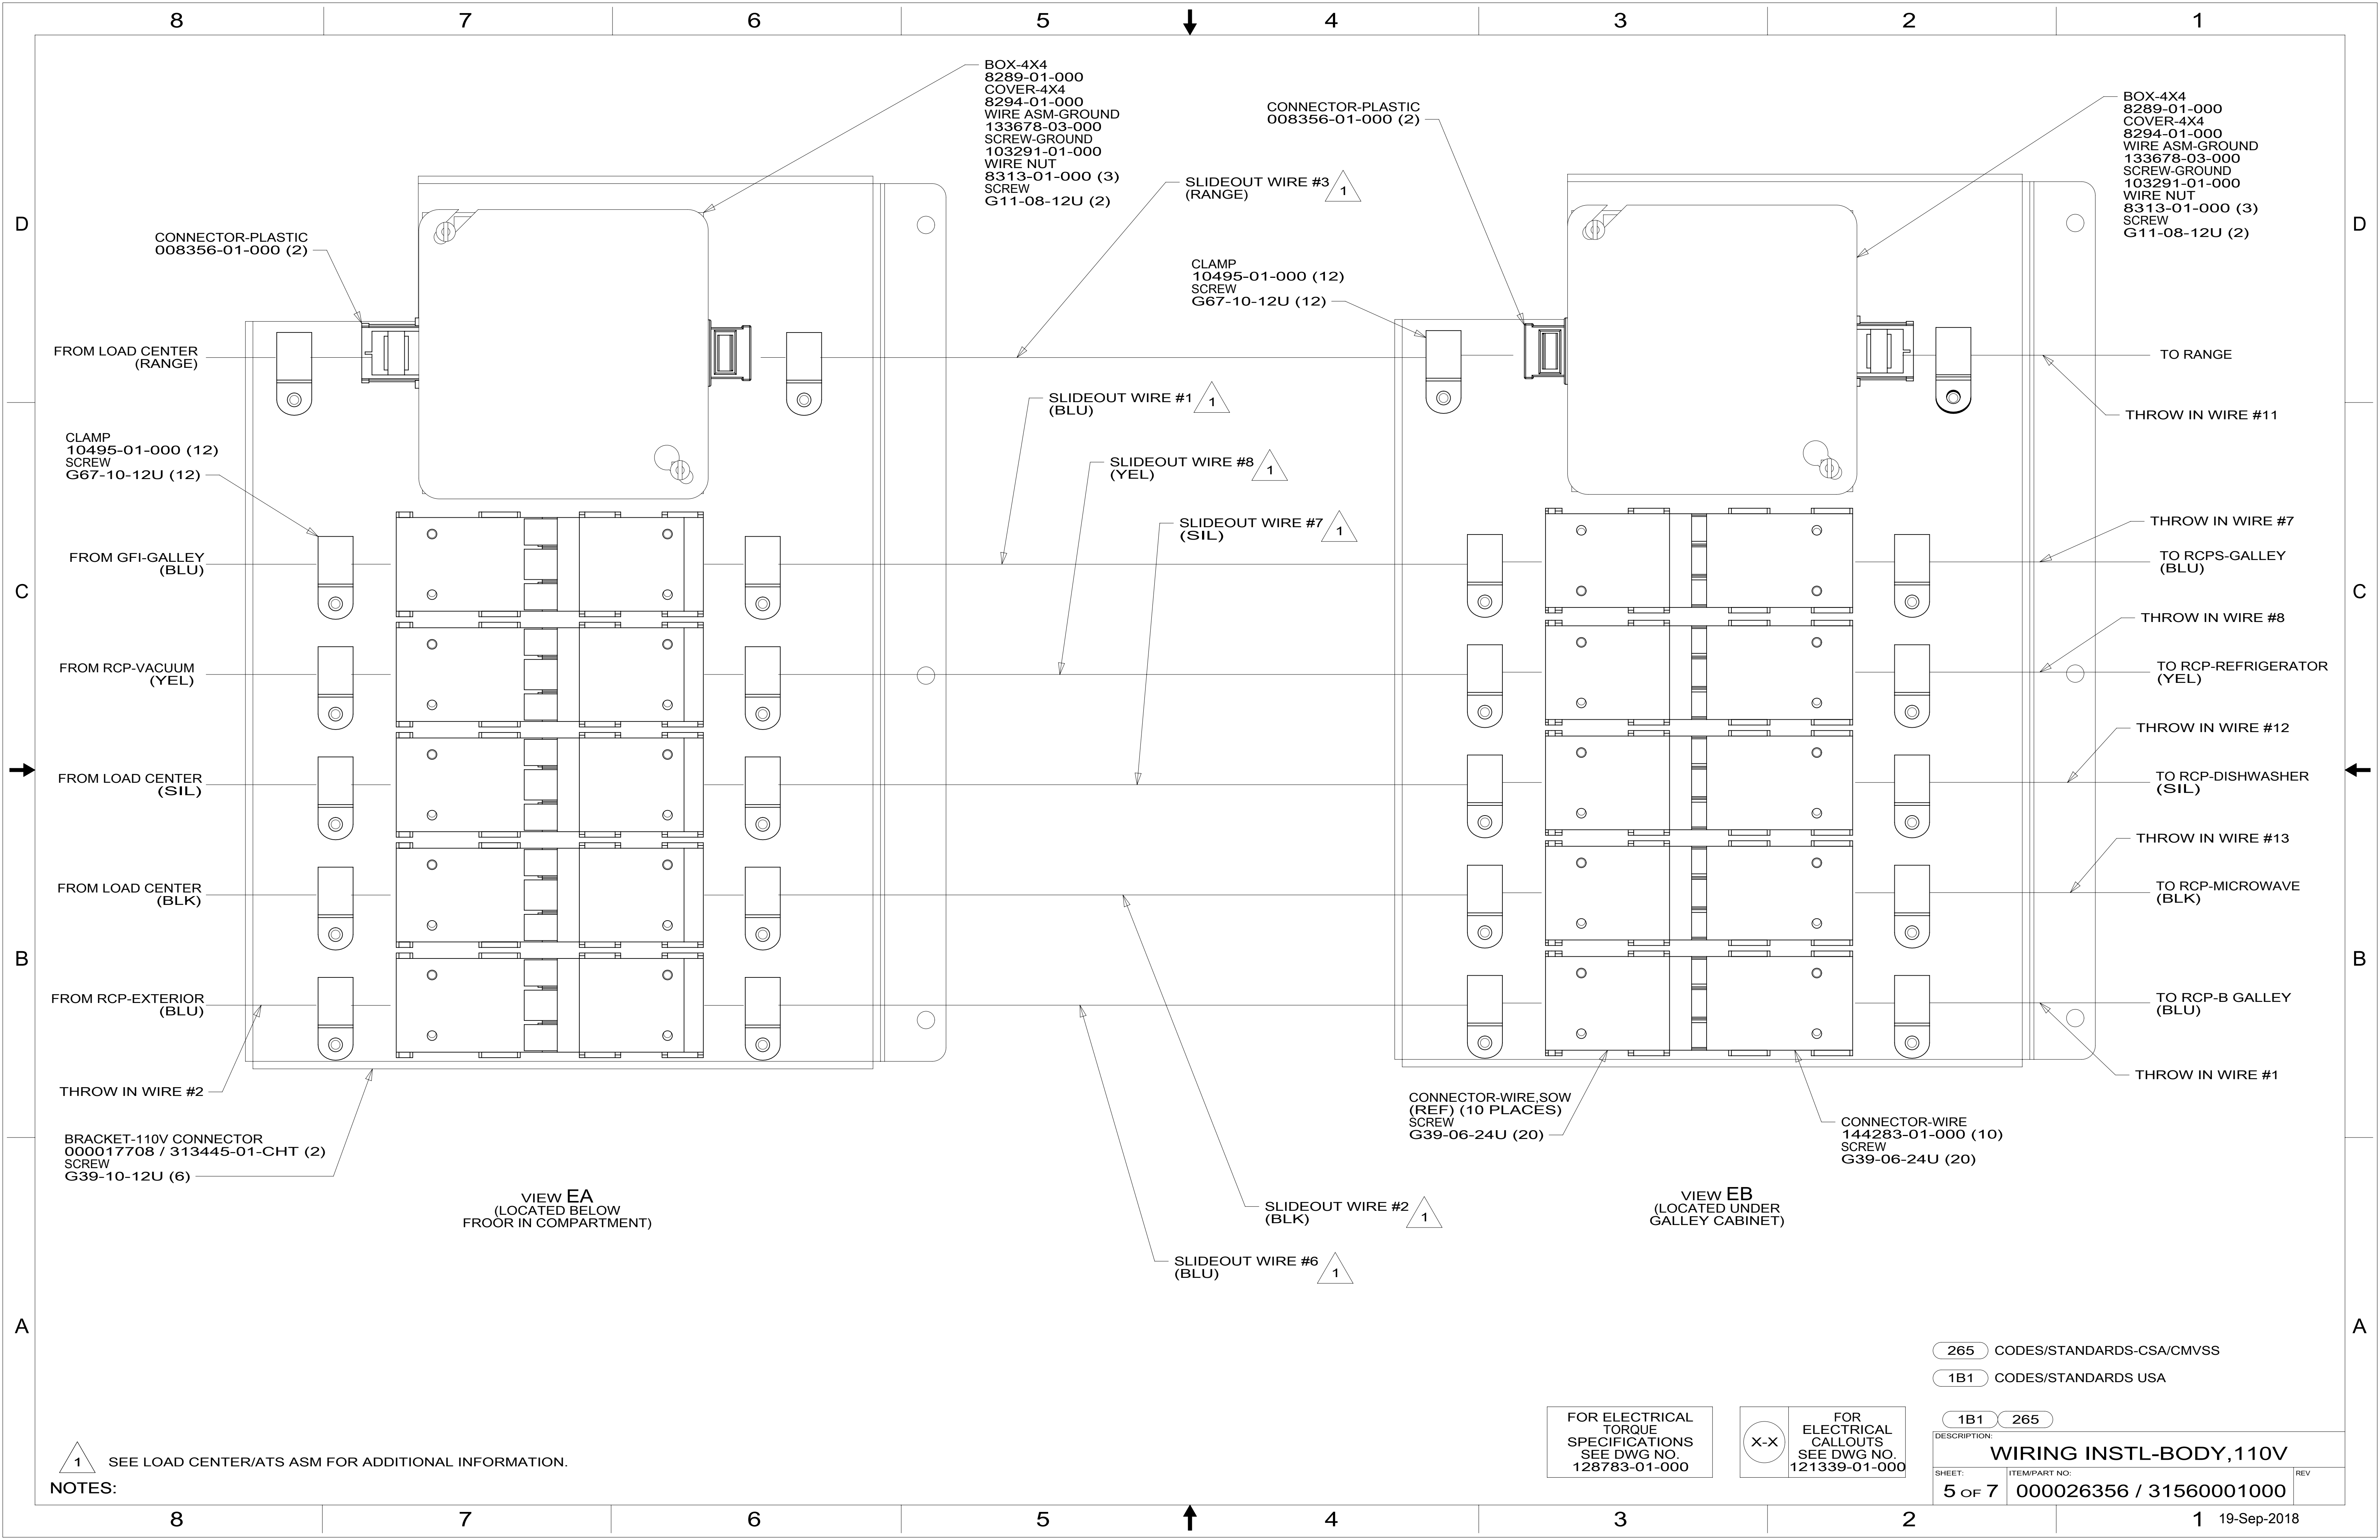 8 7 6 5 4 3 2 1
BOX-4X4
8289-01-000
COVER-4X4
8294-01-000
WIRE ASM-GROUND
133678-03-000
SCREW-GROUND
103291-01-000
WIRE NUT
8313-01-000 (3)
SCREW
G11-08-12U (2)
CONNECTOR-PLASTIC
008356-01-000 (2)
BOX-4X4
8289-01-000
COVER-4X4
8294-01-000
WIRE ASM-GROUND
133678-03-000
SCREW-GROUND
103291-01-000
WIRE NUT
8313-01-000 (3)
SCREW
G11-08-12U (2)
SLIDEOUT WIRE #3 1
(RANGE)
D
D
CONNECTOR-PLASTIC
008356-01-000 (2)
CLAMP
10495-01-000 (12)
SCREW
G67-10-12U (12)
FROM LOAD CENTER
(RANGE)
TO RANGE
SLIDEOUT WIRE #1 1
(BLU)
THROW IN WIRE #11
CLAMP
10495-01-000 (12)
SCREW
G67-10-12U (12)
SLIDEOUT WIRE #8 1
(YEL)
SLIDEOUT WIRE #7 1
(SIL)
THROW IN WIRE #7
FROM GFI-GALLEY
(BLU)
TO RCPS-GALLEY
(BLU)
C
C
THROW IN WIRE #8
FROM RCP-VACUUM
(YEL)
TO RCP-REFRIGERATOR
(YEL)
THROW IN WIRE #12
FROM LOAD CENTER
(SIL)
TO RCP-DISHWASHER
(SIL)
THROW IN WIRE #13
FROM LOAD CENTER
(BLK)
TO RCP-MICROWAVE
(BLK)
B
B
FROM RCP-EXTERIOR
(BLU)
TO RCP-B GALLEY
(BLU)
THROW IN WIRE #2
THROW IN WIRE #1
CONNECTOR-WIRE,SOW
(REF) (10 PLACES)
SCREW
G39-06-24U (20)
CONNECTOR-WIRE
144283-01-000 (10)
SCREW
G39-06-24U (20)
BRACKET-110V CONNECTOR
000017708 / 313445-01-CHT (2)
SCREW
G39-10-12U (6)
VIEW EA
(LOCATED BELOW
FROOR IN COMPARTMENT)
SLIDEOUT WIRE #2 1
(BLK)
VIEW EB
(LOCATED UNDER
GALLEY CABINET)
SLIDEOUT WIRE #6 1
(BLU)
A
A
265 CODES/STANDARDS-CSA/CMVSS
1B1 CODES/STANDARDS USA
FOR ELECTRICAL
TORQUE
SPECIFICATIONS
SEE DWG NO.
128783-01-000
X-X
FOR
ELECTRICAL
CALLOUTS
SEE DWG NO.
121339-01-000
1B1 265
DESCRIPTION:
WIRING INSTL-BODY,110V
SHEET:
5 OF 7
ITEM/PART NO:
000026356 / 31560001000
REV
1 SEE LOAD CENTER/ATS ASM FOR ADDITIONAL INFORMATION.
NOTES:
8 7 6 5 4 3 2 1
19-Sep-2018